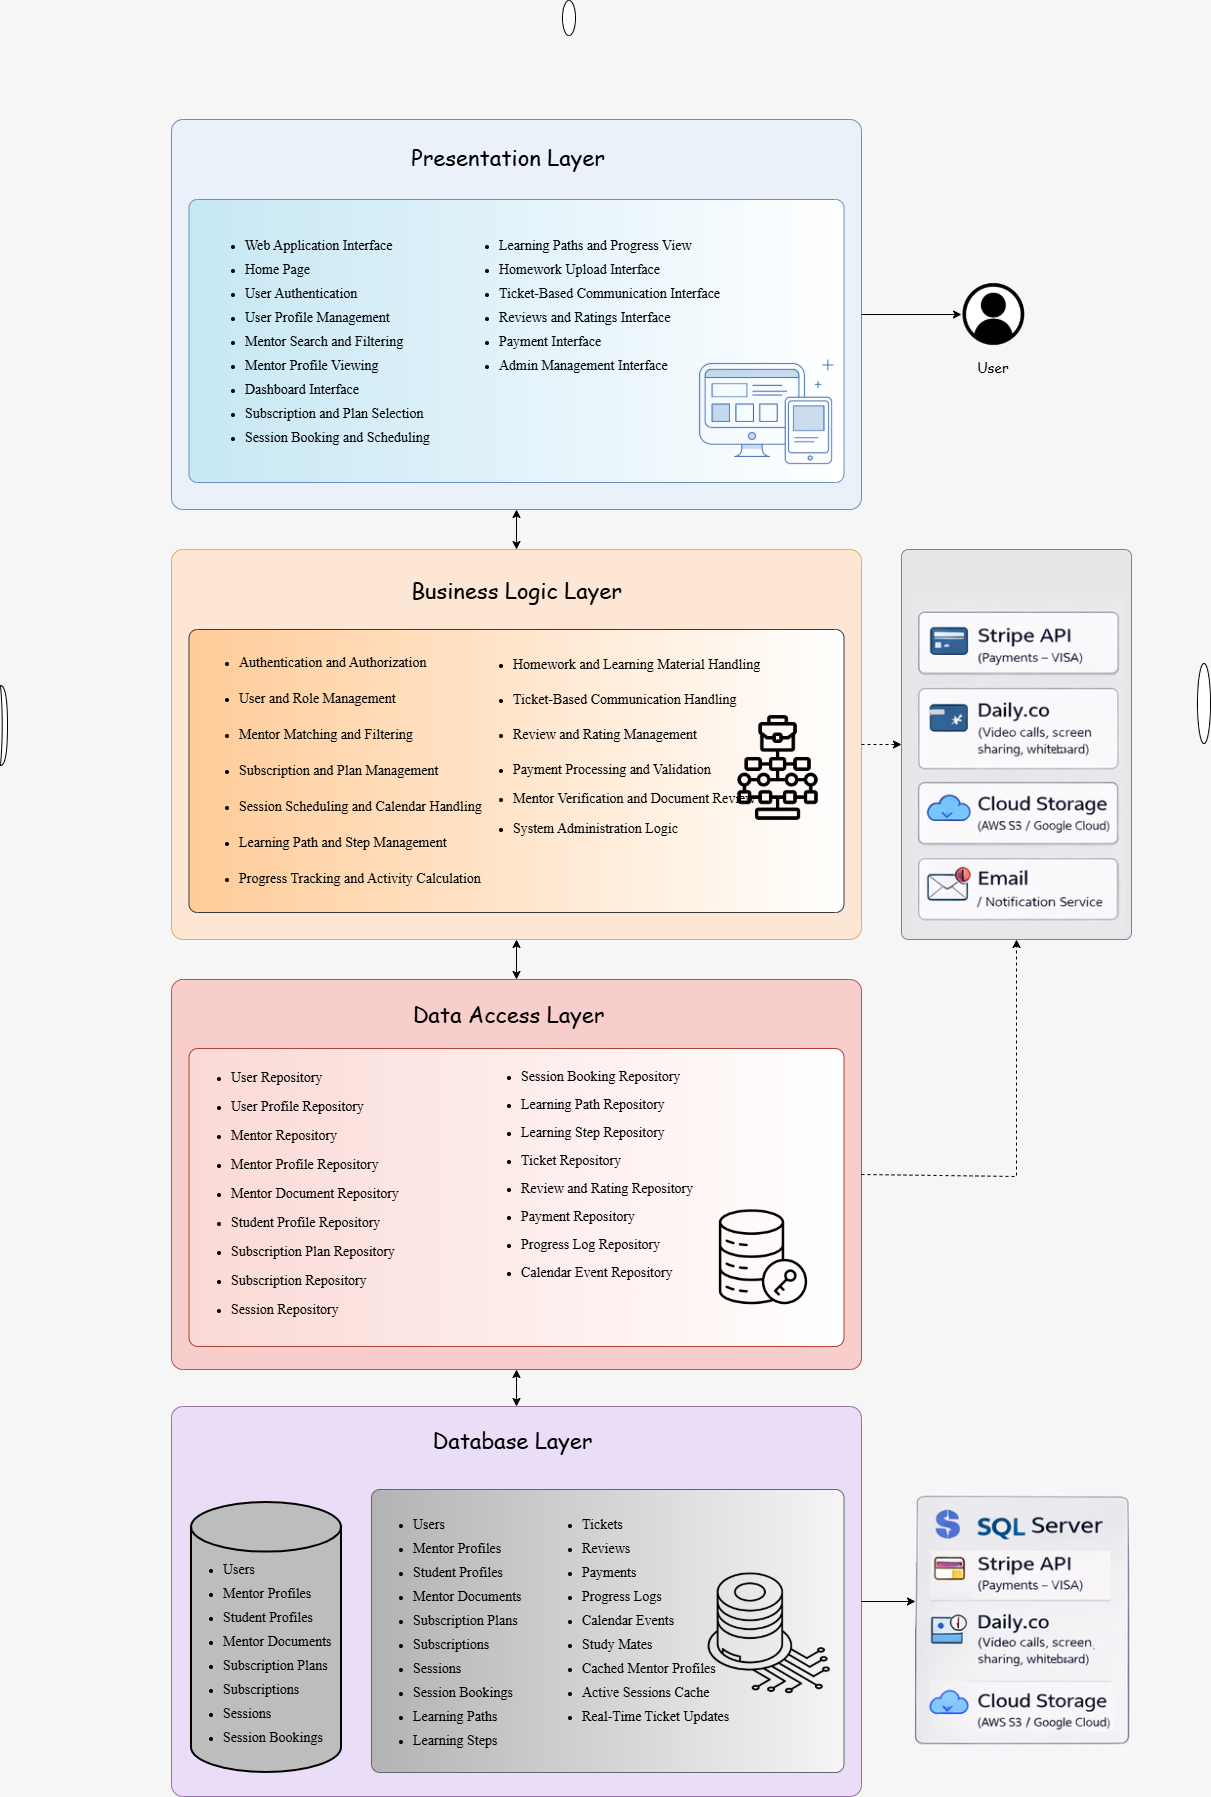 Presentation Layer
Web Application Interface
Home Page
User Authentication
User Profile Management
Mentor Search and Filtering
Mentor Profile Viewing
Dashboard Interface
Subscription and Plan Selection
Session Booking and Scheduling
Learning Paths and Progress View
Homework Upload Interface
Ticket-Based Communication Interface
Reviews and Ratings Interface
Payment Interface
Admin Management Interface
User
Business Logic Layer
Authentication and Authorization
User and Role Management
Mentor Matching and Filtering
Subscription and Plan Management
Session Scheduling and Calendar Handling
Learning Path and Step Management
Progress Tracking and Activity Calculation
Homework and Learning Material Handling
Ticket-Based Communication Handling
Review and Rating Management
Payment Processing and Validation
Mentor Verification and Document Review
System Administration Logic
Stripe API
(Payments – VISA)
Daily.co
(Video calls, screen
sharing, whiteboard)
Cloud Storage
(AWS S3 / Google Cloud)
Email
/ Notification Service
Data Access Layer
User Repository
User Profile Repository
Mentor Repository
Mentor Profile Repository
Mentor Document Repository
Student Profile Repository
Subscription Plan Repository
Subscription Repository
Session Repository
Session Booking Repository
Learning Path Repository
Learning Step Repository
Ticket Repository
Review and Rating Repository
Payment Repository
Progress Log Repository
Calendar Event Repository
Database Layer
Users
Mentor Profiles
Student Profiles
Mentor Documents
Subscription Plans
Subscriptions
Sessions
Session Bookings
Users
Mentor Profiles
Student Profiles
Mentor Documents
Subscription Plans
Subscriptions
Sessions
Session Bookings
Learning Paths
Learning Steps
Tickets
Reviews
Payments
Progress Logs
Calendar Events
Study Mates
Cached Mentor Profiles
Active Sessions Cache
Real-Time Ticket Updates
SQL Server
Stripe API
(Payments – VISA)
Daily.co
(Video calls, screen,
sharing, whiteboard)
Cloud Storage
(AWS S3 / Google Cloud)